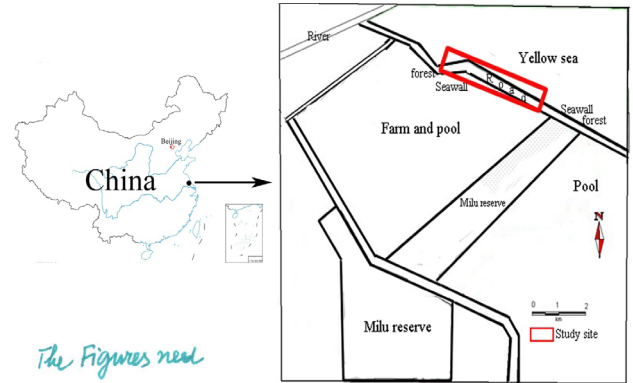 River
Yellow sea
forest
Seawall
Road
Seawall
forest
Farm and pool
Beijing
China
Milu reserve
Pool
N
0 1 2
km
Milu reserve
Study site
The Figures need